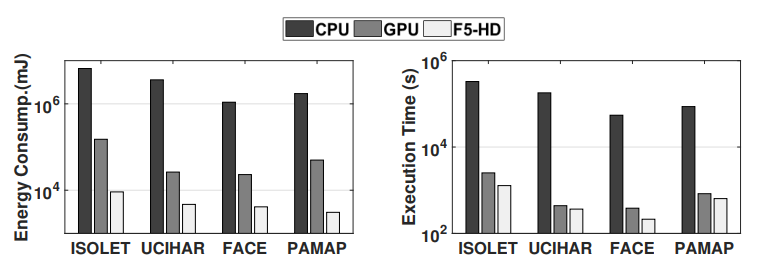 CPU GPU F5-HD
Energy Consump.(mJ)
10^6
10^4
ISOLET UCIHAR FACE PAMAP
Execution Time (s)
10^6
10^4
10^2
ISOLET UCIHAR FACE PAMAP